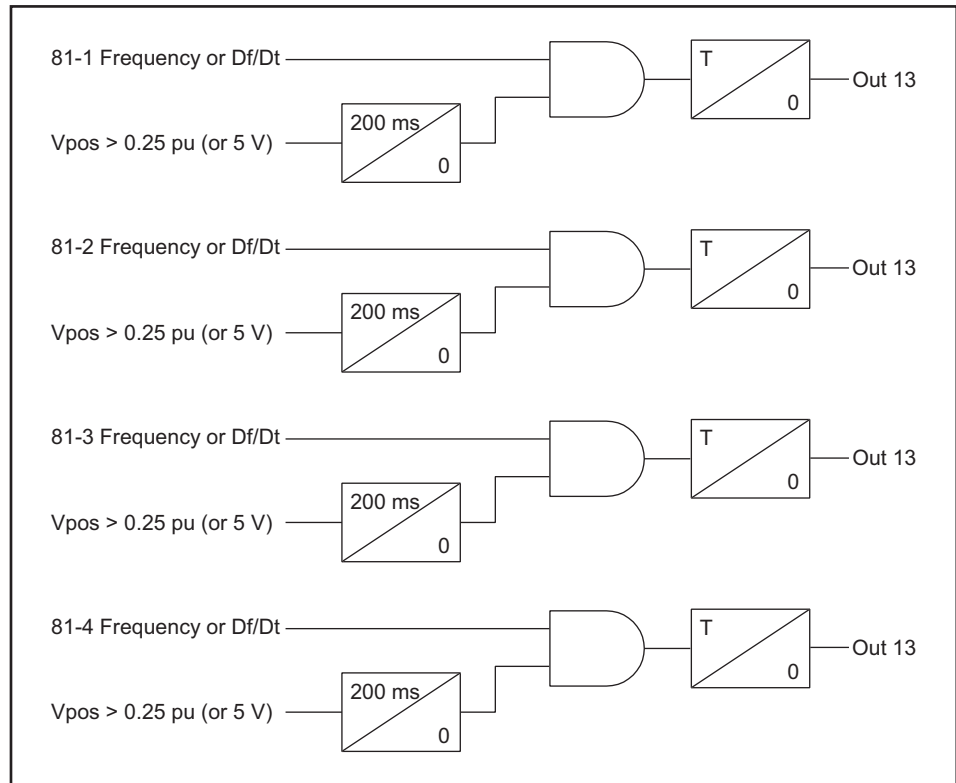 81-1 Frequency or Df/Dt
T
0
Out 13
Vpos > 0.25 pu (or 5 V)
200 ms
0
81-2 Frequency or Df/Dt
T
0
Out 13
Vpos > 0.25 pu (or 5 V)
200 ms
0
81-3 Frequency or Df/Dt
T
0
Out 13
Vpos > 0.25 pu (or 5 V)
200 ms
0
81-4 Frequency or Df/Dt
T
0
Out 13
Vpos > 0.25 pu (or 5 V)
200 ms
0